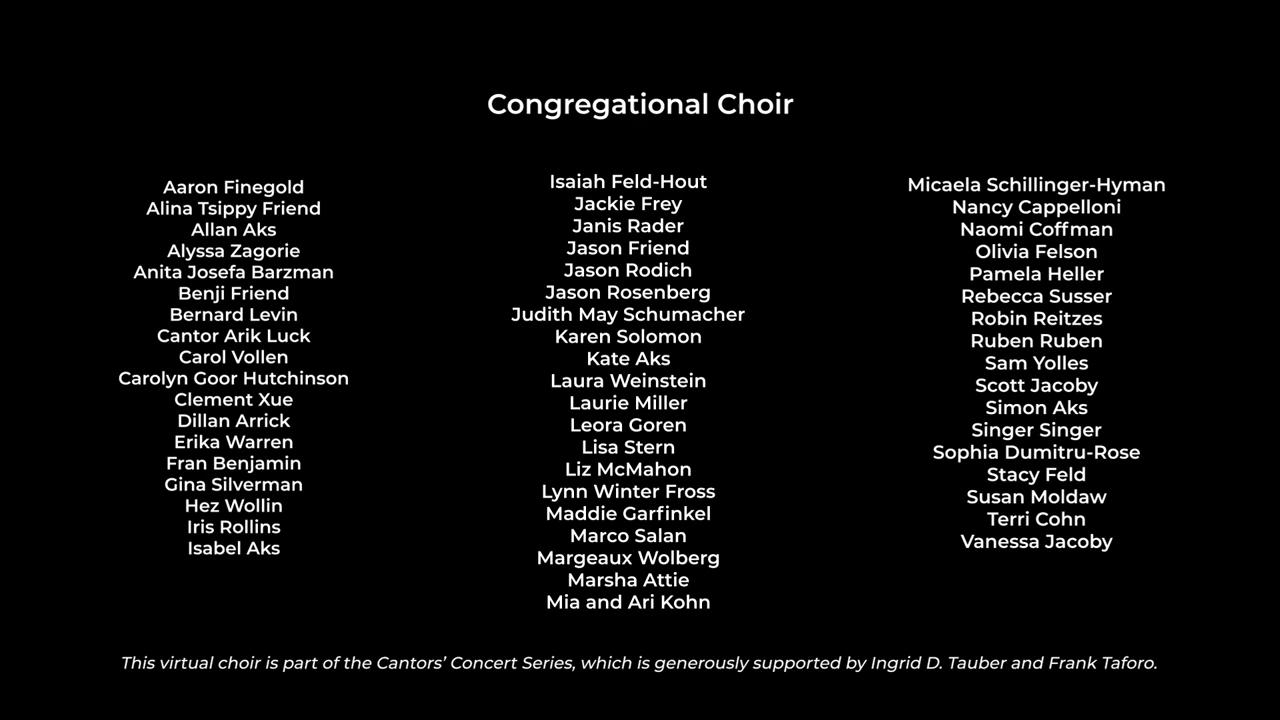 Congregational Choir
Aaron Finegold
Alina Tsippy Friend
Allan Aks
Alyssa Zagorie
Anita Josefa Barzman
Benji Friend
Bernard Levin
Cantor Arik Luck
Carol Vollen
Carolyn Goor Hutchinson
Clement Xue
Dillan Arrick
Erika Warren
Fran Benjamin
Gina Silverman
Hez Wollin
Iris Rollins
Isabel Aks
Isaiah Feld-Hout
Jackie Frey
Janis Rader
Jason Friend
Jason Rodich
Jason Rosenberg
Judith May Schumacher
Karen Solomon
Kate Aks
Laura Weinstein
Laurie Miller
Leora Goren
Lisa Stern
Liz McMahon
Lynn Winter Fross
Maddie Garfinkel
Marco Salan
Margeaux Wolberg
Marsha Attie
Mia and Ari Kohn
Micaela Schillinger-Hyman
Nancy Cappelloni
Naomi Coffman
Olivia Felson
Pamela Heller
Rebecca Susser
Robin Reitzes
Ruben Ruben
Sam Yolles
Scott Jacoby
Simon Aks
Singer Singer
Sophia Dumitru-Rose
Stacy Feld
Susan Moldaw
Terri Cohn
Vanessa Jacoby
This virtual choir is part of the Cantors’ Concert Series, which is generously supported by Ingrid D. Tauber and Frank Taforo.